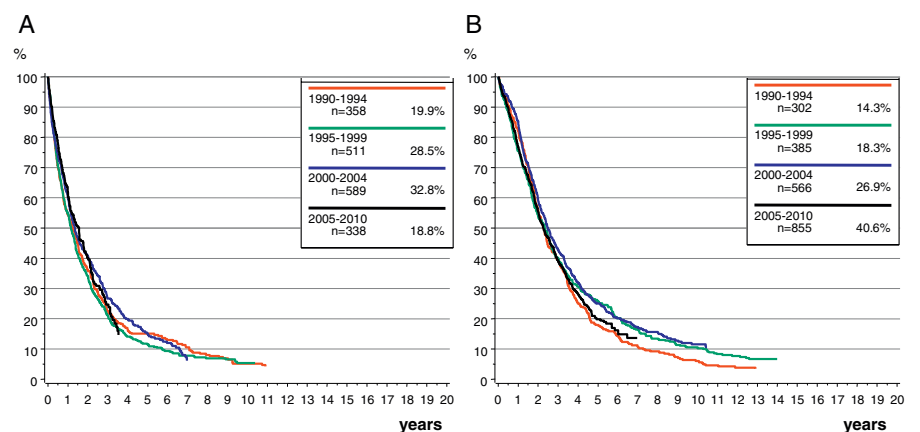 A
%
100
90
80
70
60
50
40
30
20
10
0
0 1 2 3 4 5 6 7 8 9 10 11 12 13 14 15 16 17 18 19 20
years
1990-1994
n=358 19.9%
1995-1999
n=511 28.5%
2000-2004
n=589 32.8%
2005-2010
n=338 18.8%
B
%
100
90
80
70
60
50
40
30
20
10
0
0 1 2 3 4 5 6 7 8 9 10 11 12 13 14 15 16 17 18 19 20
years
1990-1994
n=302 14.3%
1995-1999
n=385 18.3%
2000-2004
n=566 26.9%
2005-2010
n=855 40.6%